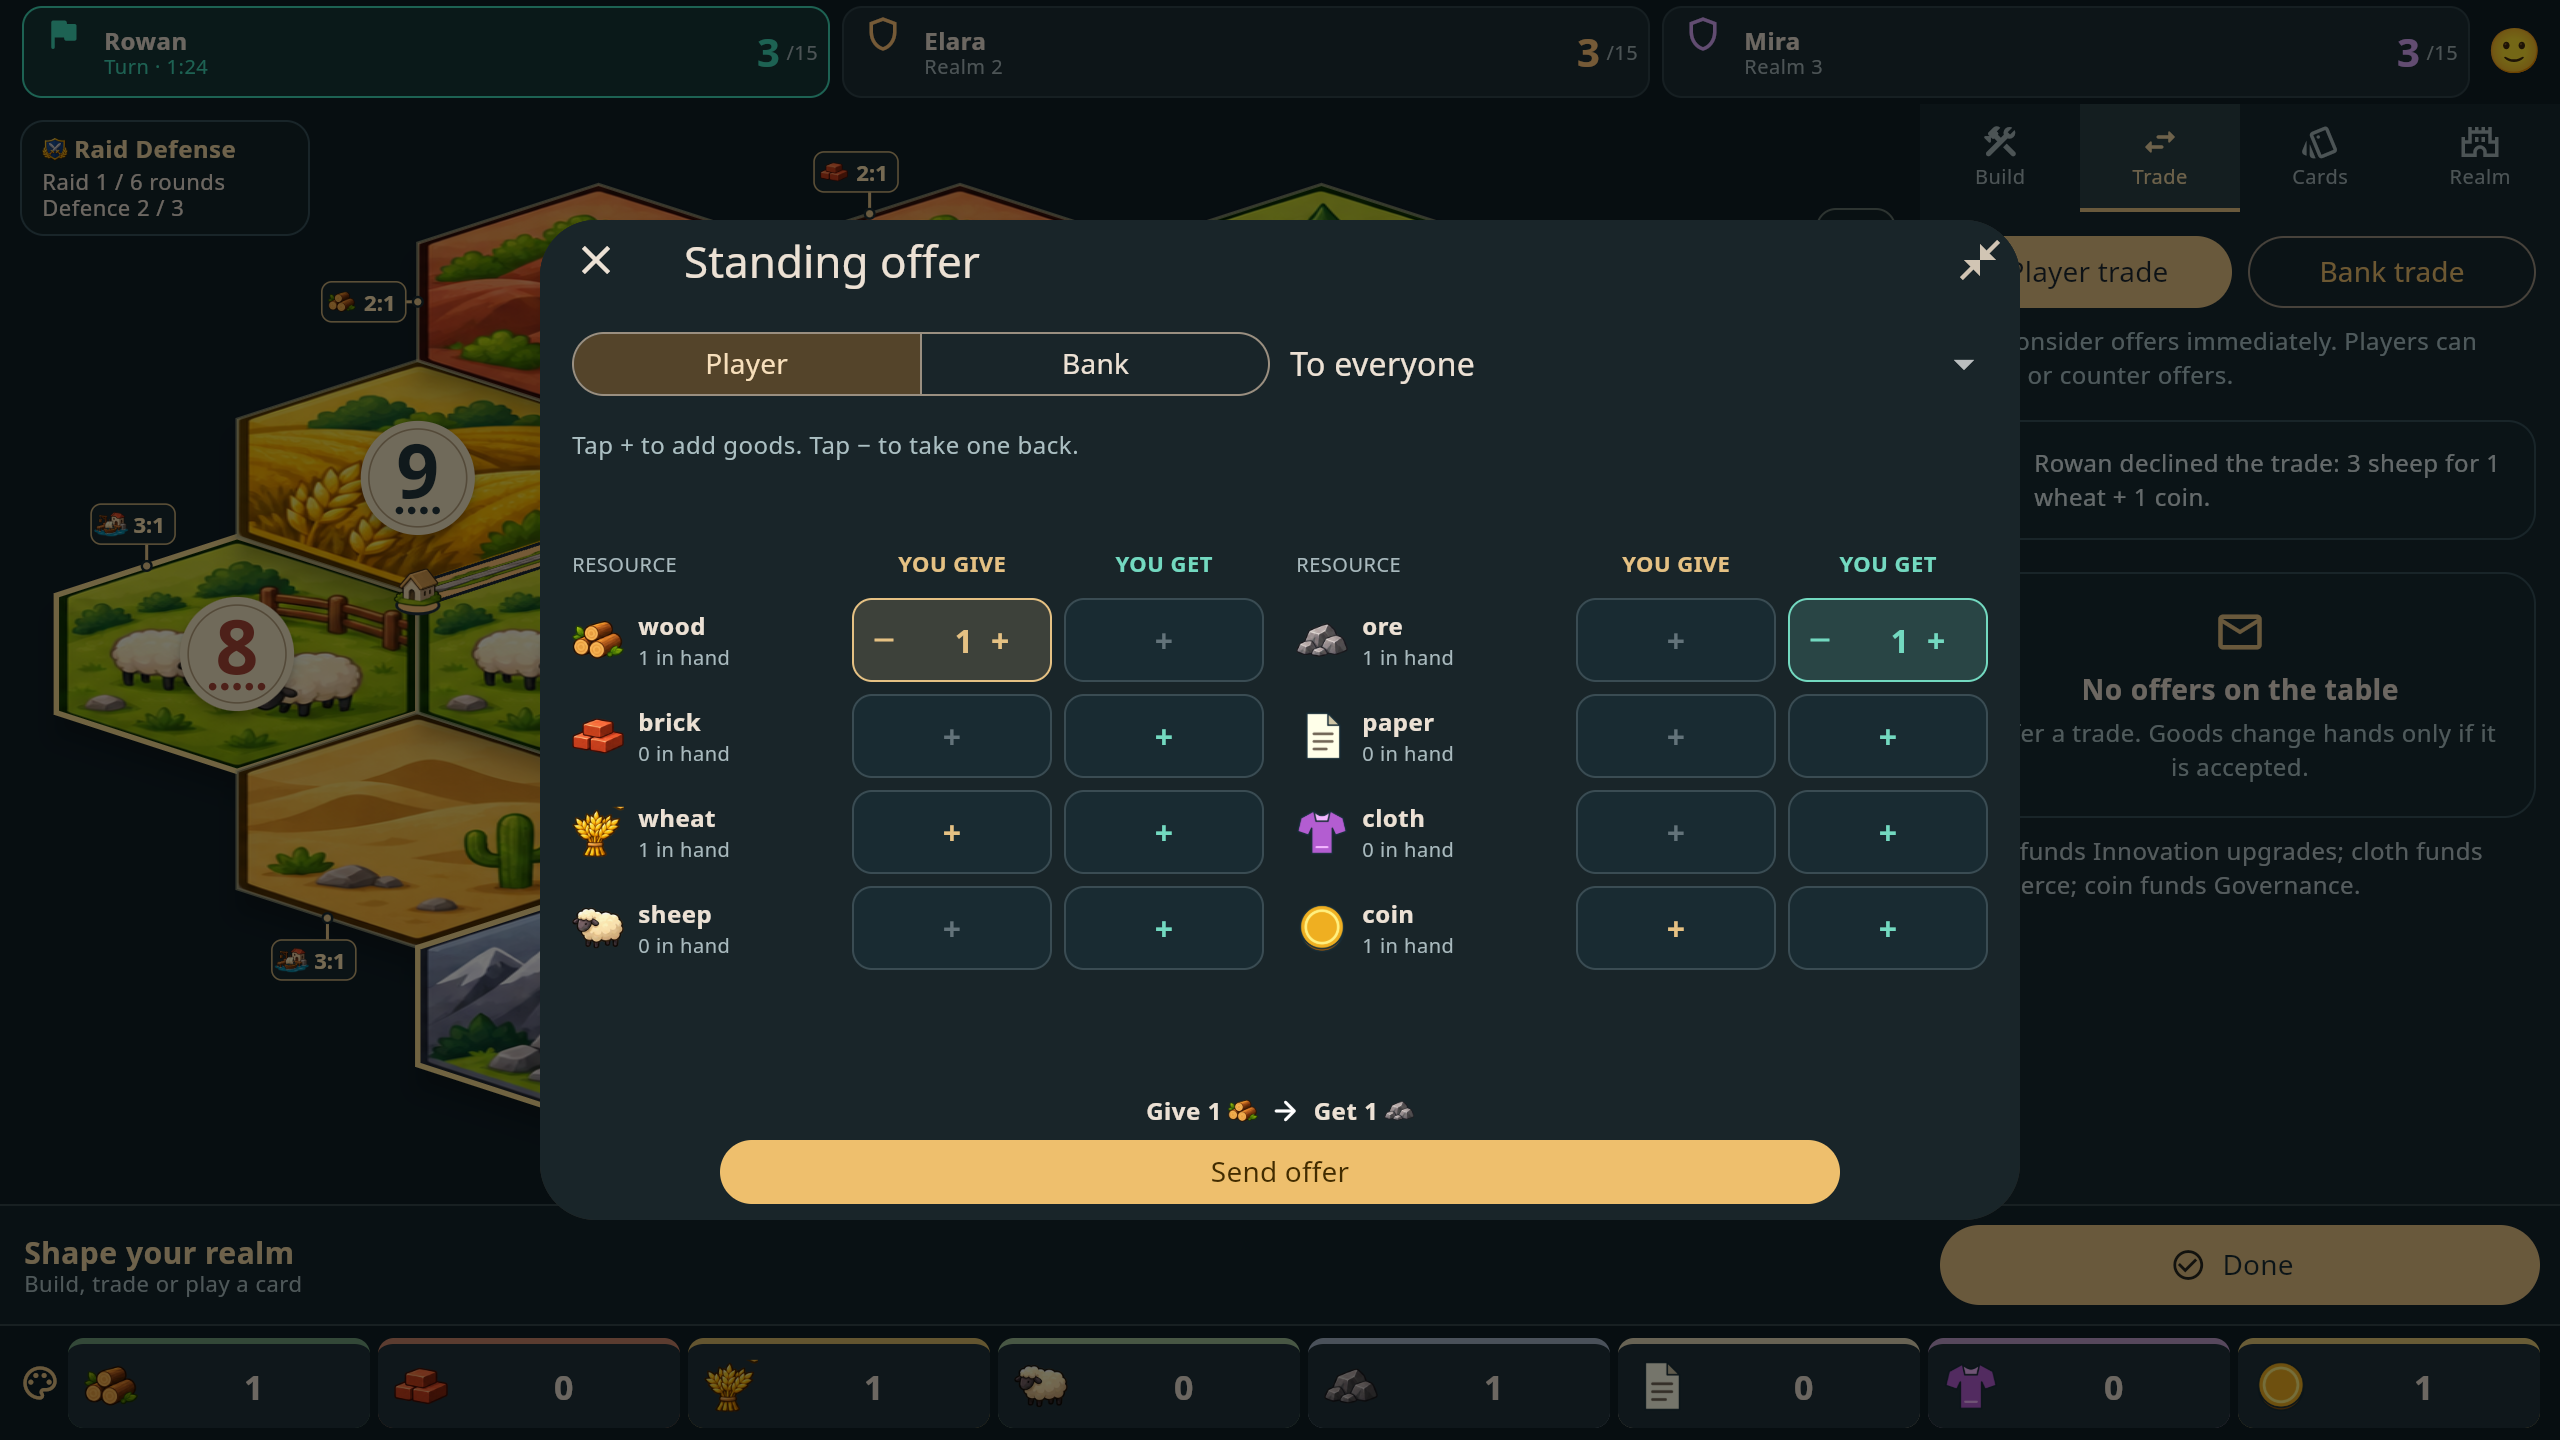 Rowan
Turn · 1:24
3 /15
Elara
Realm 2
3 /15
Mira
Realm 3
3 /15
Raid Defense
Raid 1 / 6 rounds
Defence 2 / 3
2:1
2:1
3:1
3:1
9
8
Build
Trade
Cards
Realm
Player trade
Bank trade
onsider offers immediately. Players can
or counter offers.
Rowan declined the trade: 3 sheep for 1
wheat + 1 coin.
No offers on the table
er a trade. Goods change hands only if it
is accepted.
funds Innovation upgrades; cloth funds
erce; coin funds Governance.
Standing offer
Player
Bank
To everyone
Tap + to add goods. Tap − to take one back.
RESOURCE YOU GIVE YOU GET RESOURCE YOU GIVE YOU GET
wood
1 in hand
− 1 +
+
ore
1 in hand
+
− 1 +
brick
0 in hand
+
+
paper
0 in hand
+
+
wheat
1 in hand
+
+
cloth
0 in hand
+
+
sheep
0 in hand
+
+
coin
1 in hand
+
+
Give 1 → Get 1
Send offer
Shape your realm
Build, trade or play a card
Done
1
0
1
0
1
0
0
1